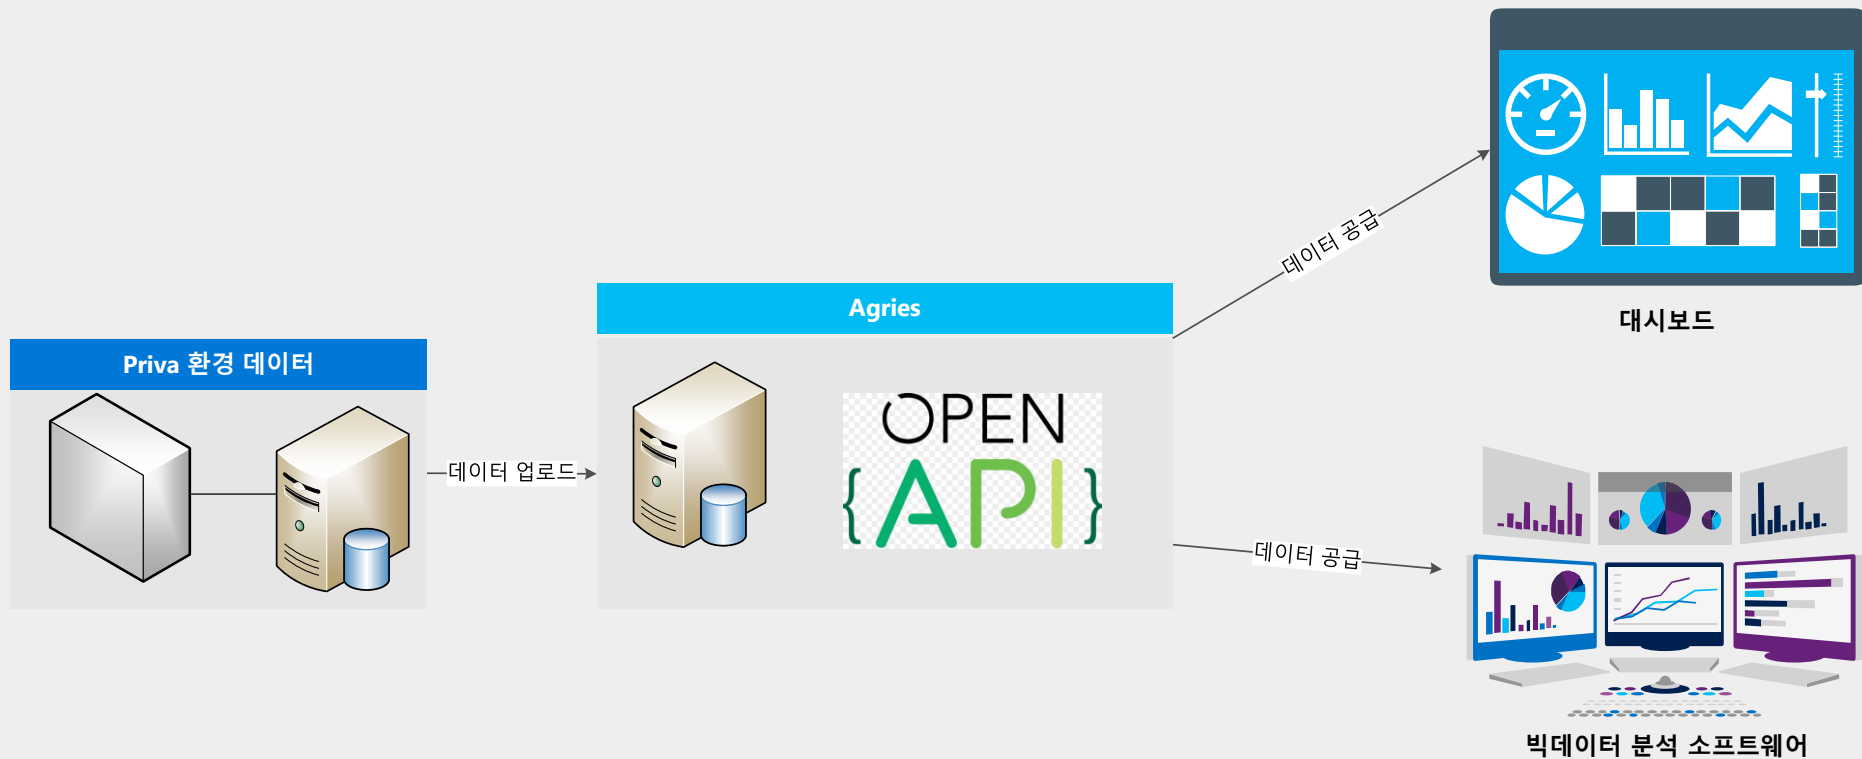 Priva 환경 데이터
데이터 업로드
Agries
OPEN
{API}
데이터 공급
데이터 공급
대시보드
빅데이터 분석 소프트웨어